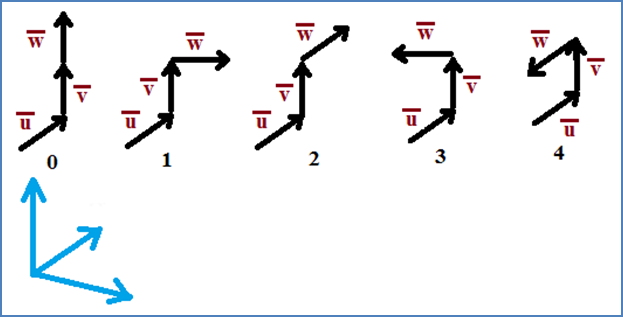 w̅ w̅ w̅ w̅ w̅
v̅ v̅ v̅ v̅ v̅
u̅ u̅ u̅ u̅ u̅
0 1 2 3 4